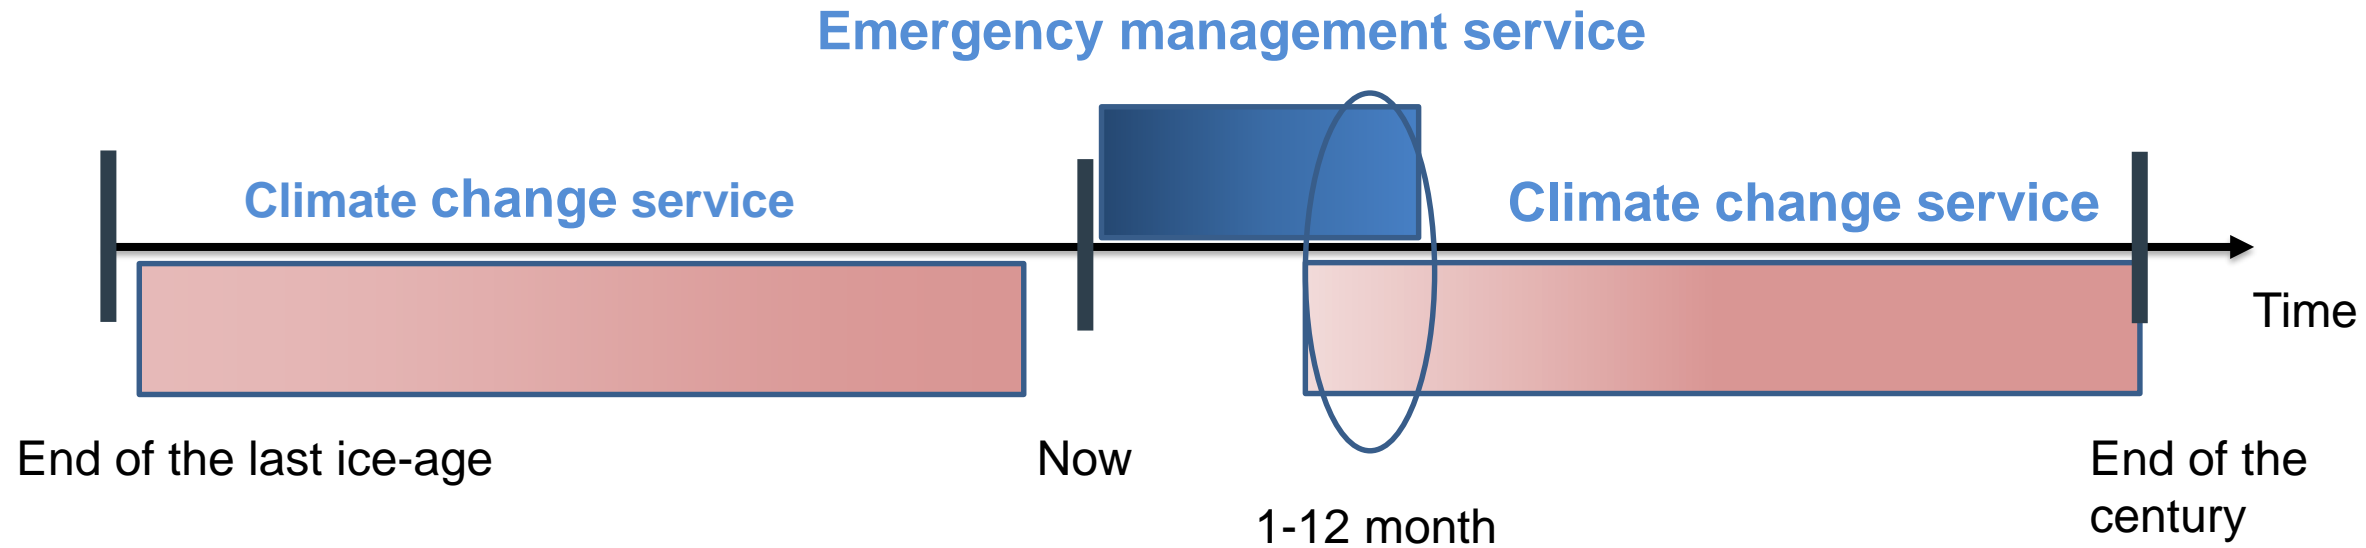 Emergency management service
Climate change service
Climate change service
Time
End of the last ice-age
Now
End of the
century
1-12 month